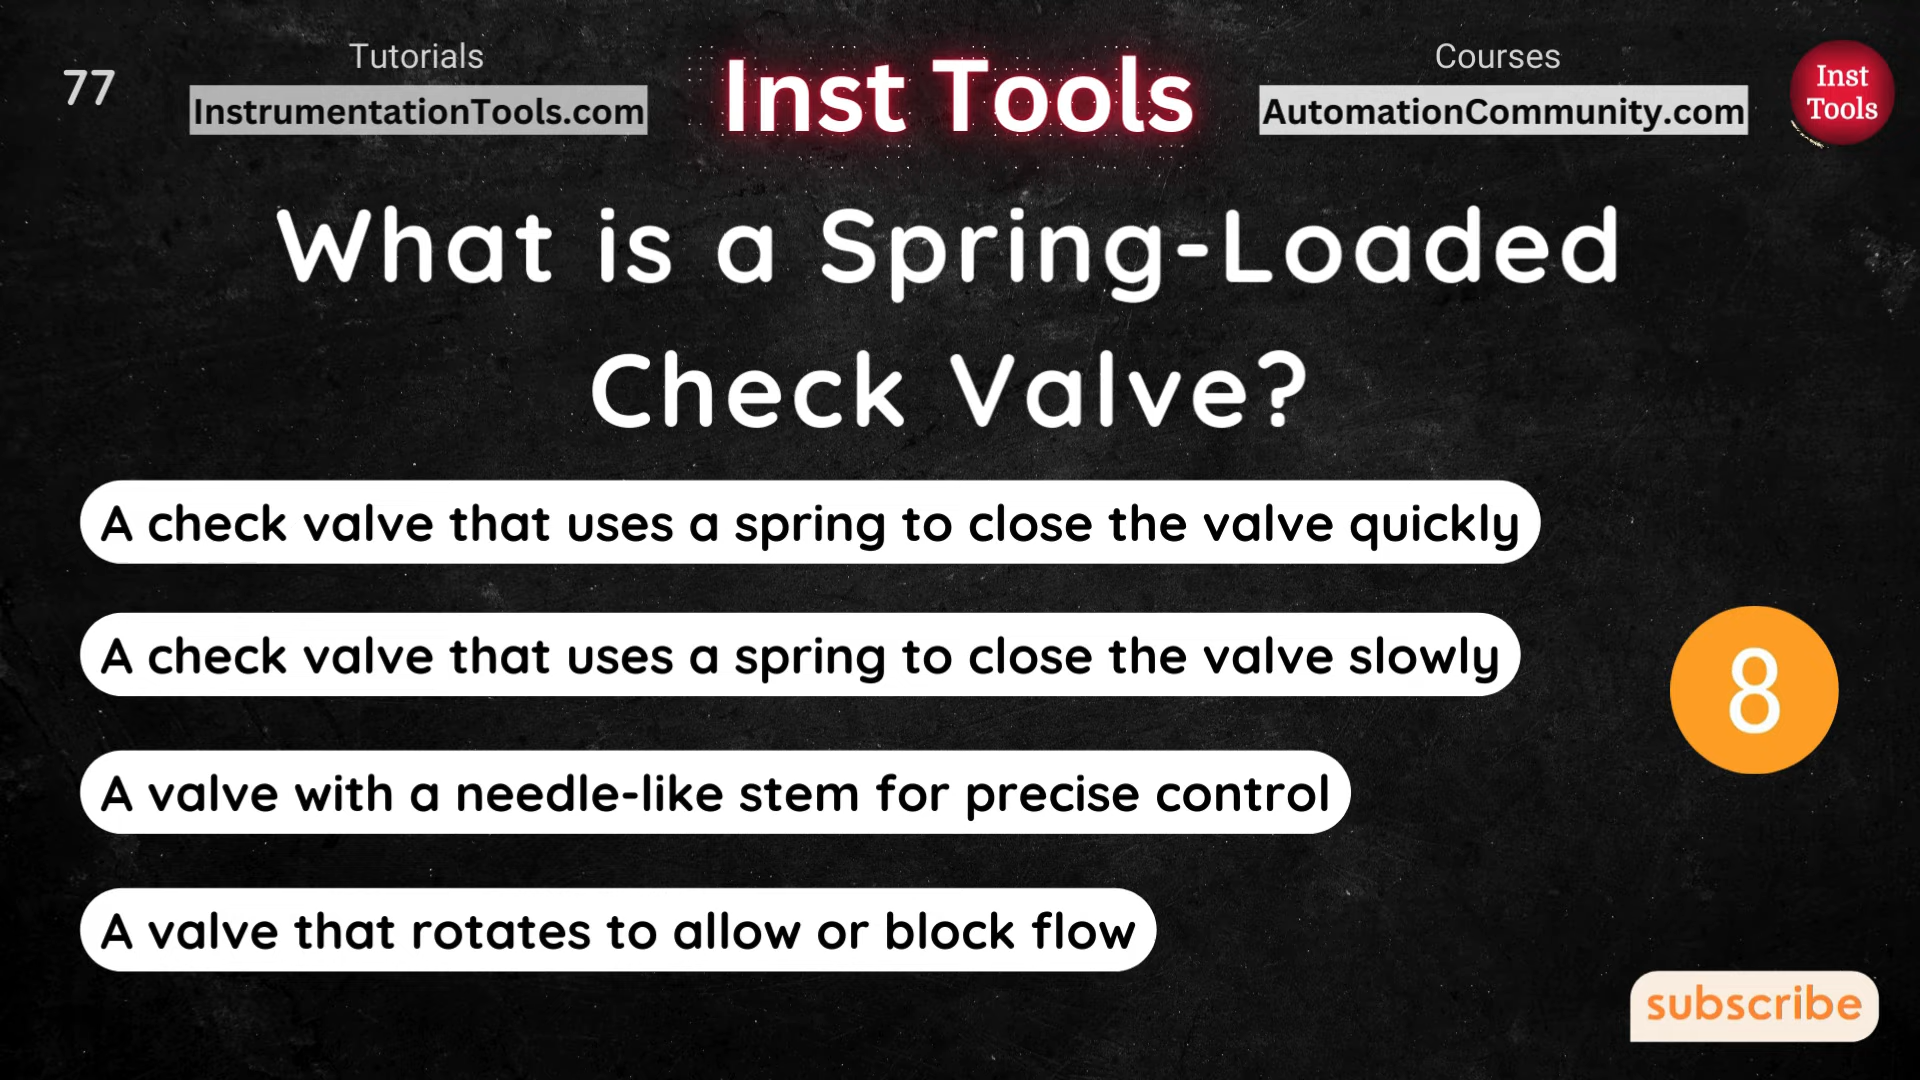 77
Tutorials
InstrumentationTools.com
Inst Tools
Courses
AutomationCommunity.com
Inst
Tools
What is a Spring-Loaded
Check Valve?
A check valve that uses a spring to close the valve quickly
A check valve that uses a spring to close the valve slowly
8
A valve with a needle-like stem for precise control
A valve that rotates to allow or block flow
subscribe